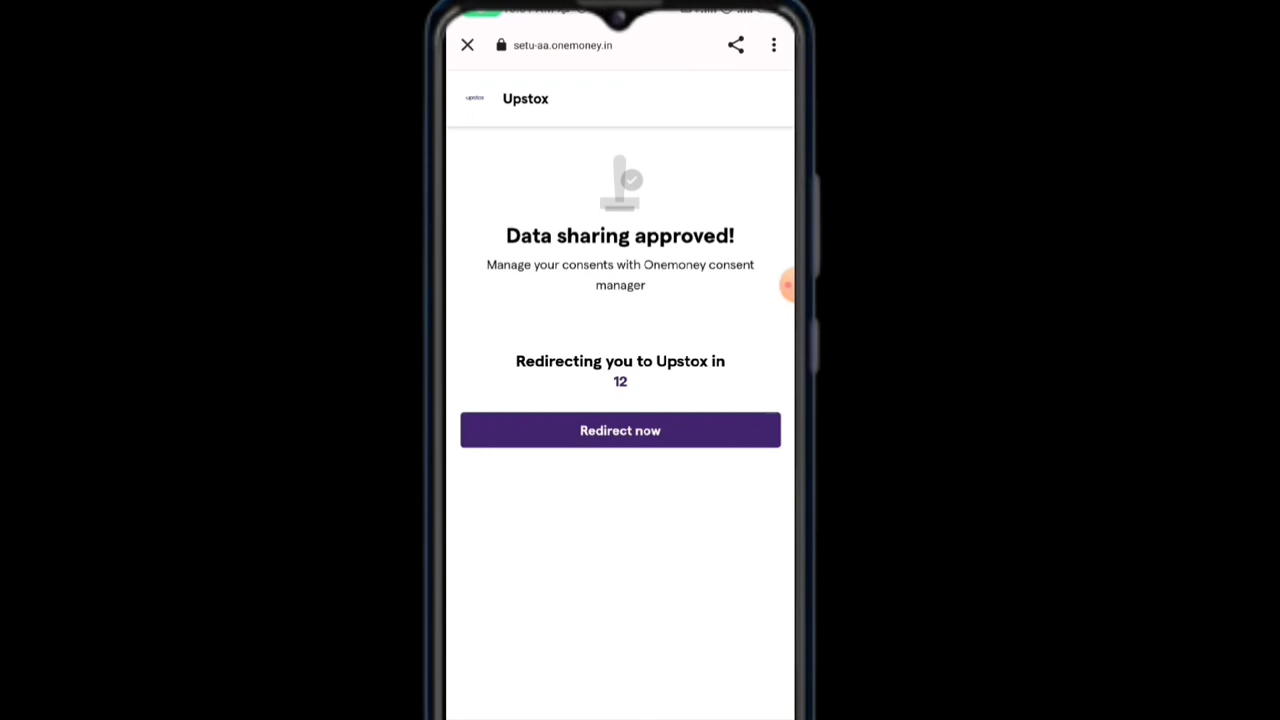 setu-aa.onemoney.in
upstox
Upstox
Data sharing approved!
Manage your consents with Onemoney consent
manager
Redirecting you to Upstox in
12
Redirect now